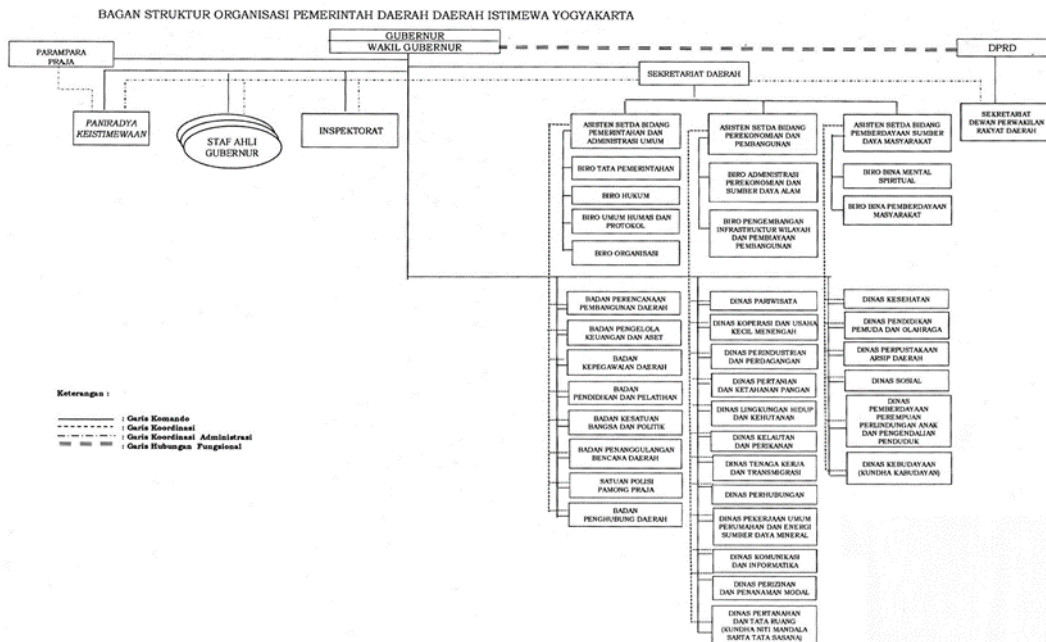 BAGAN STRUKTUR ORGANISASI PEMERINTAH DAERAH DAERAH ISTIMEWA YOGYAKARTA
GUBERNUR
WAKIL GUBERNUR
PARAMPARA
PRAJA
DPRD
SEKRETARIAT DAERAH
PANIRADYA
KEISTIMEWAAN
STAF AHLI
GUBERNUR
INSPEKTORAT
SEKRETARIAT
DEWAN PERWAKILAN
RAKYAT DAERAH
ASISTEN SETDA BIDANG
PEMERINTAHAN DAN
ADMINISTRASI UMUM
BIRO TATA PEMERINTAHAN
BIRO HUKUM
BIRO UMUM HUMAS DAN
PROTOKOL
BIRO ORGANISASI
ASISTEN SETDA BIDANG
PEREKONOMIAN DAN
PEMBANGUNAN
BIRO ADMINISTRASI
PEREKONOMIAN DAN
SUMBER DAYA ALAM
BIRO PENGEMBANGAN
INFRASTRUKTUR WILAYAH
DAN PEMBIAYAAN
PEMBANGUNAN
ASISTEN SETDA BIDANG
PEMBERDAYAAN SUMBER
DAYA MASYARAKAT
BIRO BINA MENTAL
SPIRITUAL
BIRO BINA PEMBERDAYAAN
MASYARAKAT
BADAN PERENCANAAN
PEMBANGUNAN DAERAH
BADAN PENGELOLA
KEUANGAN DAN ASET
BADAN
KEPEGAWAIAN DAERAH
BADAN
PENDIDIKAN DAN PELATIHAN
BADAN KESATUAN
BANGSA DAN POLITIK
BADAN PENANGGULANGAN
BENCANA DAERAH
SATUAN POLISI
PAMONG PRAJA
BADAN
PENGHUBUNG DAERAH
DINAS PARIWISATA
DINAS KOPERASI DAN USAHA
KECIL MENENGAH
DINAS PERINDUSTRIAN
DAN PERDAGANGAN
DINAS PERTANIAN
DAN KETAHANAN PANGAN
DINAS LINGKUNGAN HIDUP
DAN KEHUTANAN
DINAS KELAUTAN
DAN PERIKANAN
DINAS TENAGA KERJA
DAN TRANSMIGRASI
DINAS PERHUBUNGAN
DINAS PEKERJAAN UMUM
PERUMAHAN DAN ENERGI
SUMBER DAYA MINERAL
DINAS KOMUNIKASI
DAN INFORMATIKA
DINAS PERIZINAN
DAN PENANAMAN MODAL
DINAS PERTANAHAN
DAN TATA RUANG
(KUNDHA NITI MANDALA
SARTA TATA SASANA)
DINAS KESEHATAN
DINAS PENDIDIKAN
PEMUDA DAN OLAHRAGA
DINAS PERPUSTAKAAN
ARSIP DAERAH
DINAS SOSIAL
DINAS
PEMBERDAYAAN
PEREMPUAN
PERLINDUNGAN ANAK
DAN PENGENDALIAN
PENDUDUK
DINAS KEBUDAYAAN
(KUNDHA KABUDAYAN)
Keterangan :
: Garis Komando
: Garis Koordinasi
: Garis Koordinasi Administrasi
: Garis Hubungan Fungsional